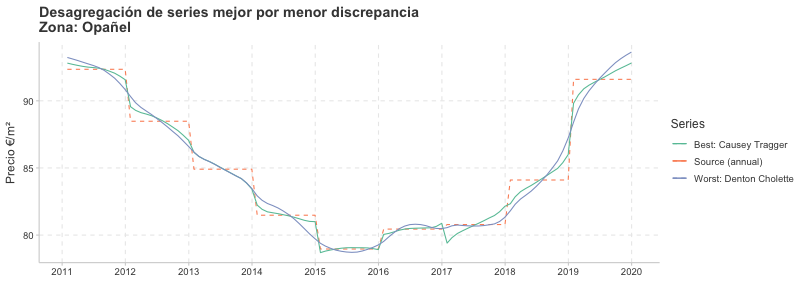 Desagregación de series mejor por menor discrepancia
Zona: Opañel
Precio €/m²
90
85
80
2011
2012
2013
2014
2015
2016
2017
2018
2019
2020
Series
Best: Causey Tragger
Source (annual)
Worst: Denton Cholette